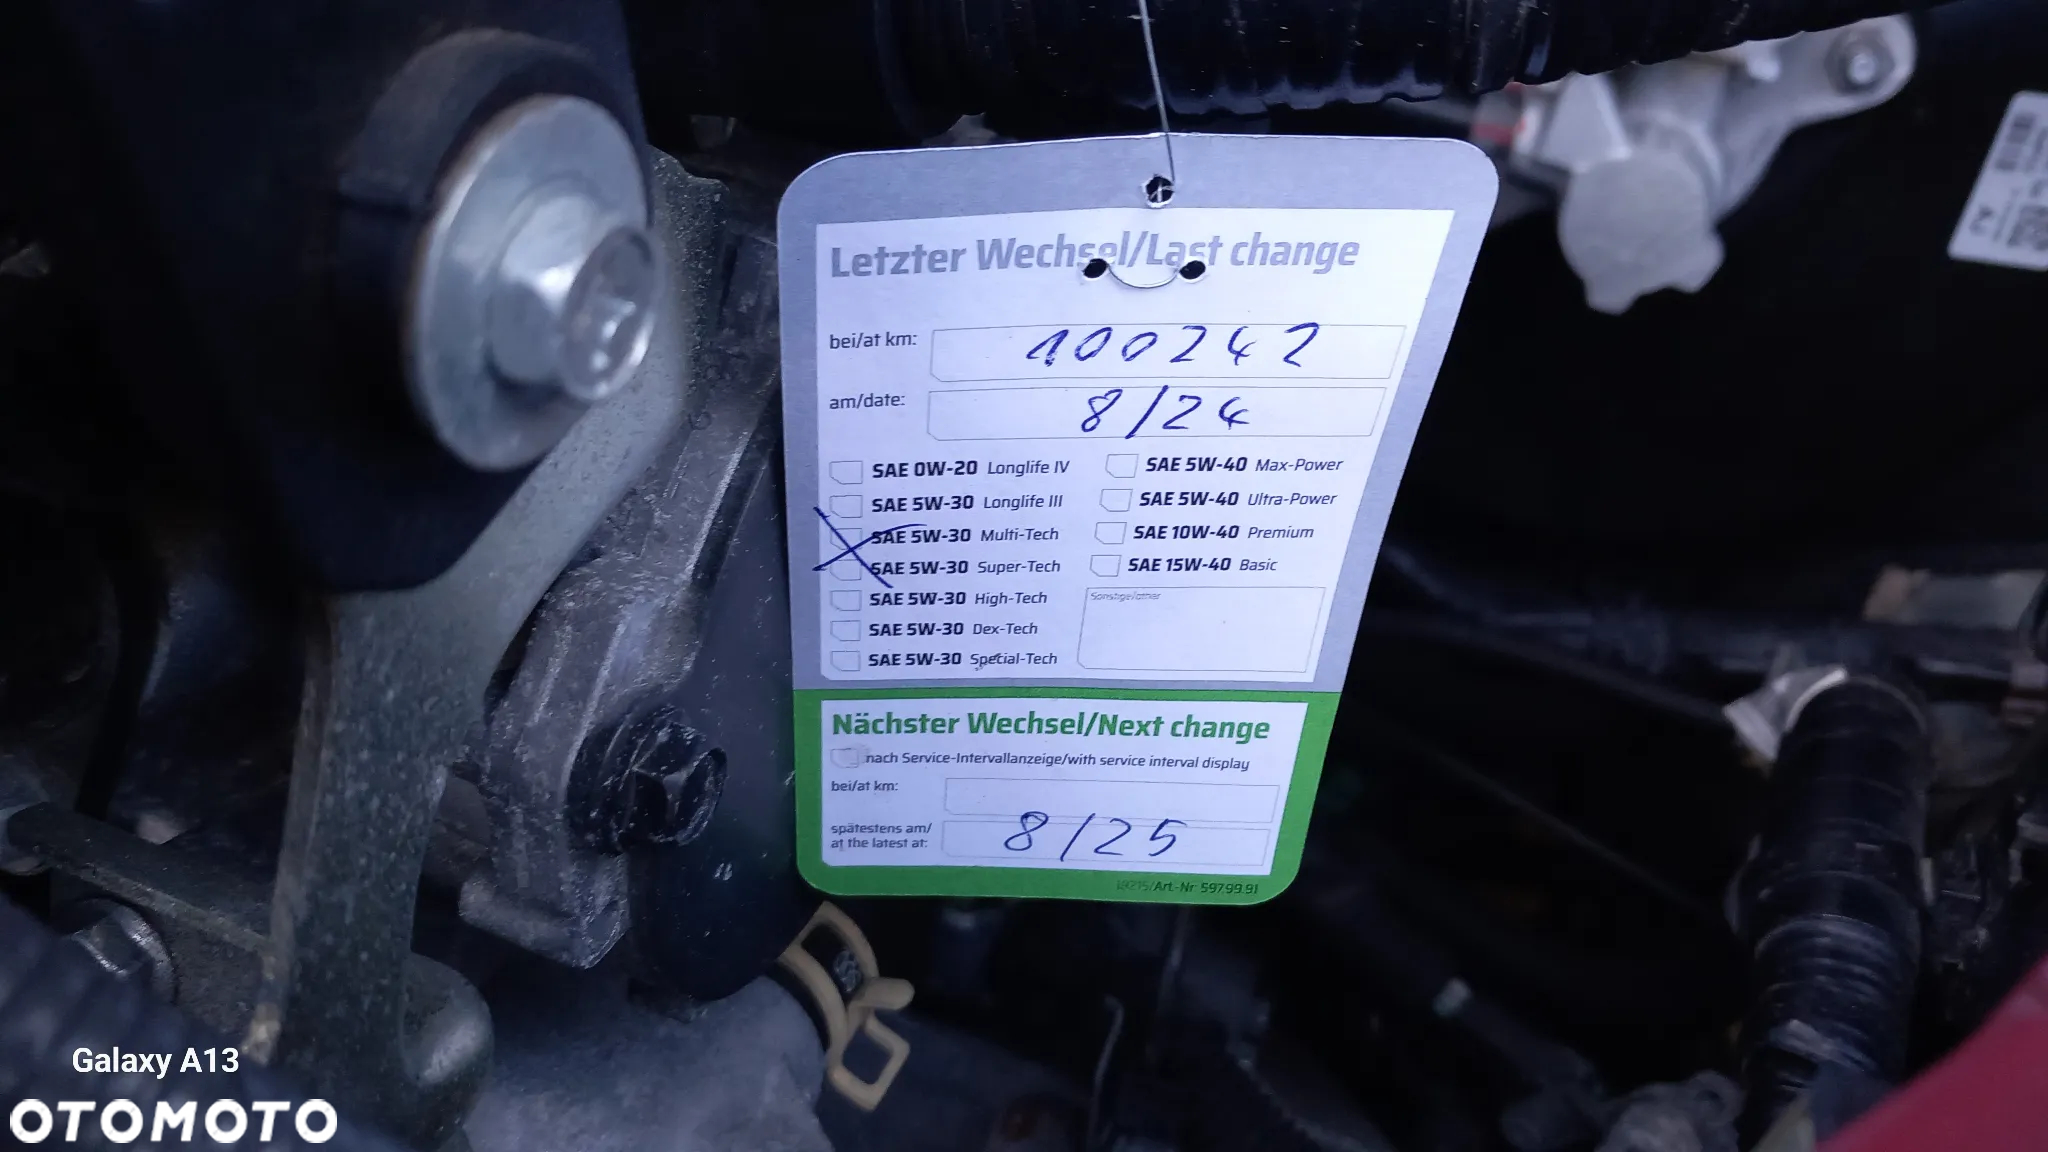 Letzter Wechsel/Last change
bei/at km: 100242
am/date: 8/24
SAE 0W-20 Longlife IV
SAE 5W-30 Longlife III
SAE 5W-30 Multi-Tech
SAE 5W-30 Super-Tech
SAE 5W-30 High-Tech
SAE 5W-30 Dex-Tech
SAE 5W-30 Special-Tech
SAE 5W-40 Max-Power
SAE 5W-40 Ultra-Power
SAE 10W-40 Premium
SAE 15W-40 Basic
Sonstige/other
Nächster Wechsel/Next change
nach Service-Intervallanzeige/with service interval display
bei/at km:
spätestens am/
at the latest at: 8/25
Art-Nr 59799.91
Galaxy A13
OTOMOTO